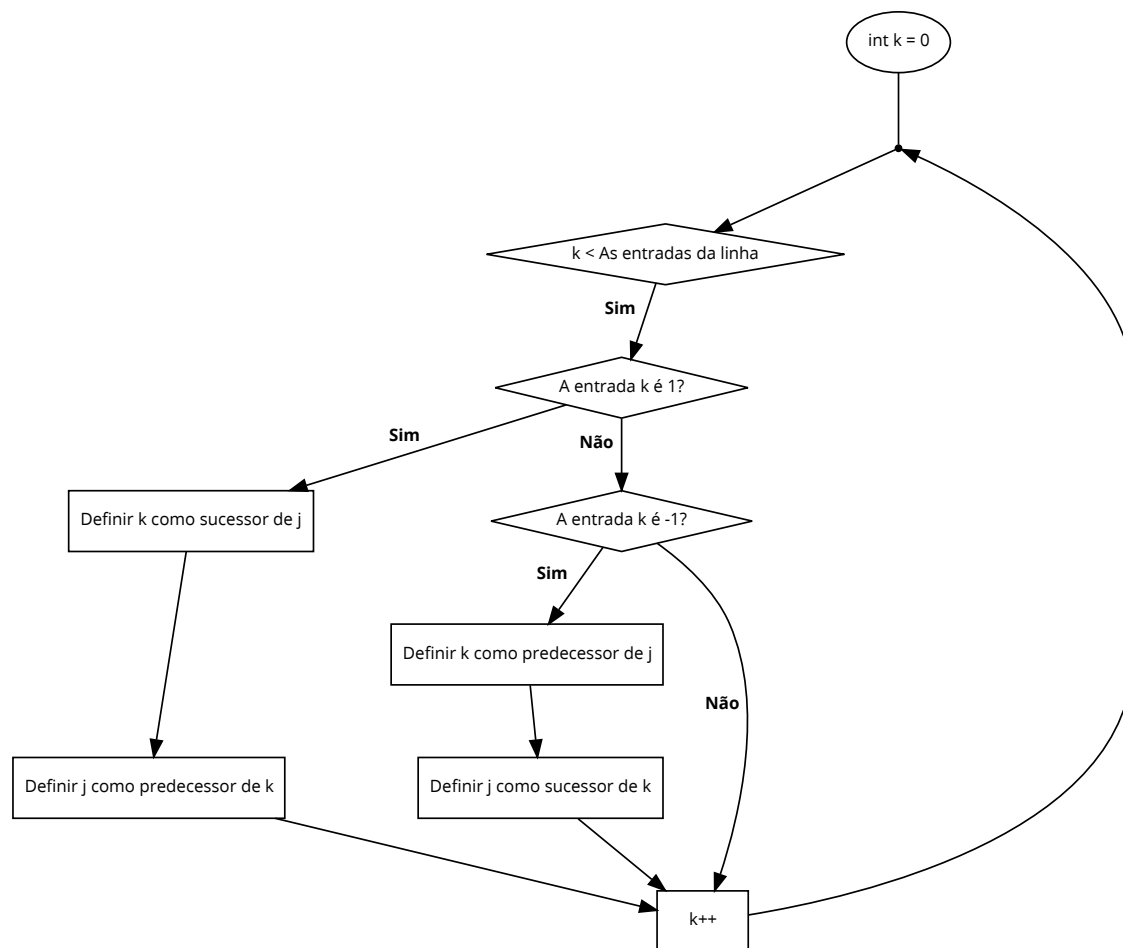 int k = 0
k < As entradas da linha
Sim
A entrada k é 1?
Sim
Não
Definir k como sucessor de j
A entrada k é -1?
Sim
Definir k como predecessor de j
Não
Definir j como predecessor de k
Definir j como sucessor de k
k++